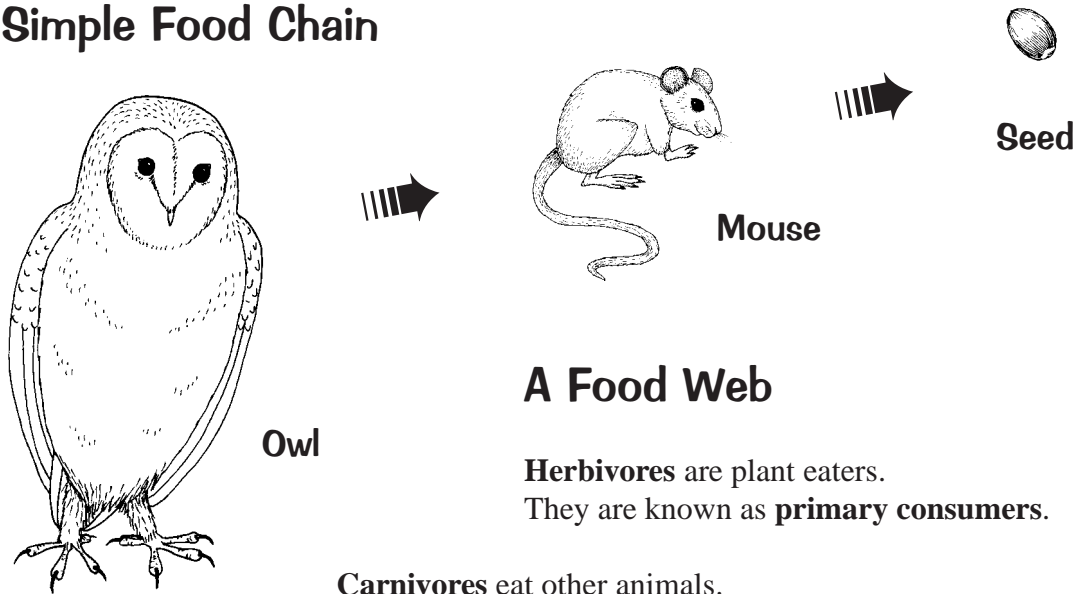 Simple Food Chain
Seed
Mouse
Owl
A Food Web
Herbivores are plant eaters.
They are known as primary consumers.
Carnivores eat other animals.